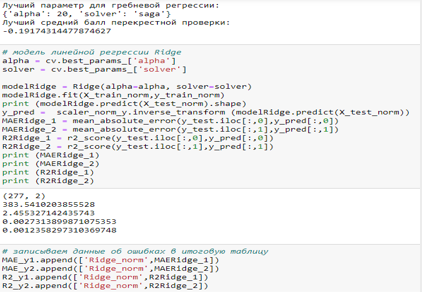 Лучший параметр для гребневой регрессии:
{'alpha': 20, 'solver': 'saga'}
Лучший средний балл перекрестной проверки:
-0.19174314477874627
# модель линейной регрессии Ridge
alpha = cv.best_params_['alpha']
solver = cv.best_params_['solver']
modelRidge = Ridge(alpha=alpha, solver=solver)
modelRidge.fit(X_train_norm,y_train_norm)
print (modelRidge.predict(X_test_norm).shape)
y_pred =  scaler_norm_y.inverse_transform (modelRidge.predict(X_test_norm))
MAERidge_1 = mean_absolute_error(y_test.iloc[:,0],y_pred[:,0])
MAERidge_2 = mean_absolute_error(y_test.iloc[:,1],y_pred[:,1])
R2Ridge_1 = r2_score(y_test.iloc[:,0],y_pred[:,0])
R2Ridge_2 = r2_score(y_test.iloc[:,1],y_pred[:,1])
print (MAERidge_1)
print (MAERidge_2)
print (R2Ridge_1)
print (R2Ridge_2)
(277, 2)
383.5410203855528
2.455327142435743
0.0027313899871075353
0.0012358297310369748
# записываем данные об ошибках в итоговую таблицу
MAE_y1.append(['Ridge_norm',MAERidge_1])
MAE_y2.append(['Ridge_norm',MAERidge_2])
R2_y1.append(['Ridge_norm',R2Ridge_1])
R2_y2.append(['Ridge_norm',R2Ridge_2])